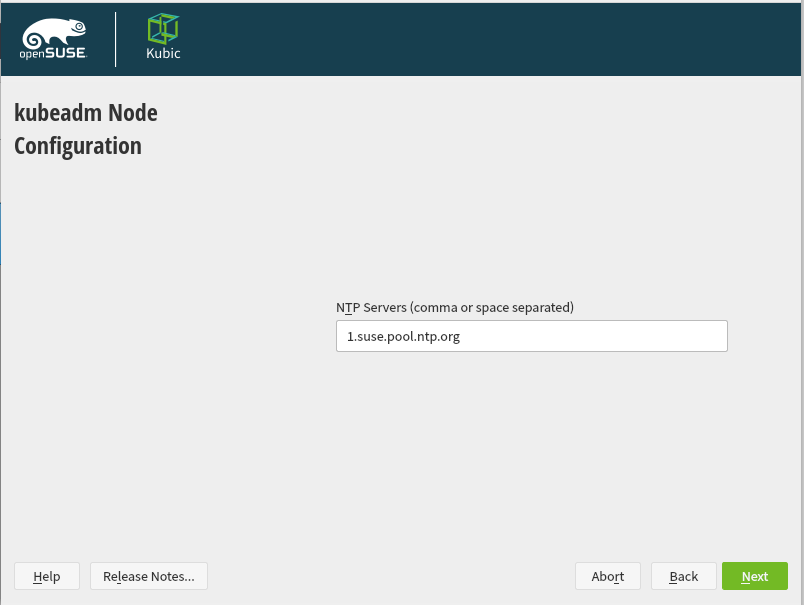 openSUSE
Kubic
kubeadm Node
Configuration
NTP Servers (comma or space separated)
1.suse.pool.ntp.org
Help
Release Notes...
Abort
Back
Next